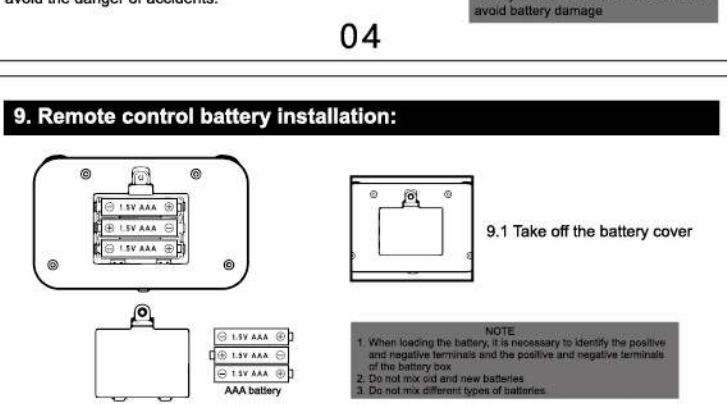 avoid the danger of accidents.
avoid battery damage
04
9. Remote control battery installation:
⊖ 1.5V AAA ⊕
⊕ 1.5V AAA ⊖
⊖ 1.5V AAA ⊕
9.1 Take off the battery cover
⊖ 1.5V AAA ⊕
⊕ 1.5V AAA ⊖
⊖ 1.5V AAA ⊕
AAA battery
NOTE
1. When loading the battery, it is necessary to identify the positive
and negative terminals and the positive and negative terminals
of the battery box
2. Do not mix old and new batteries
3. Do not mix different types of batteries.